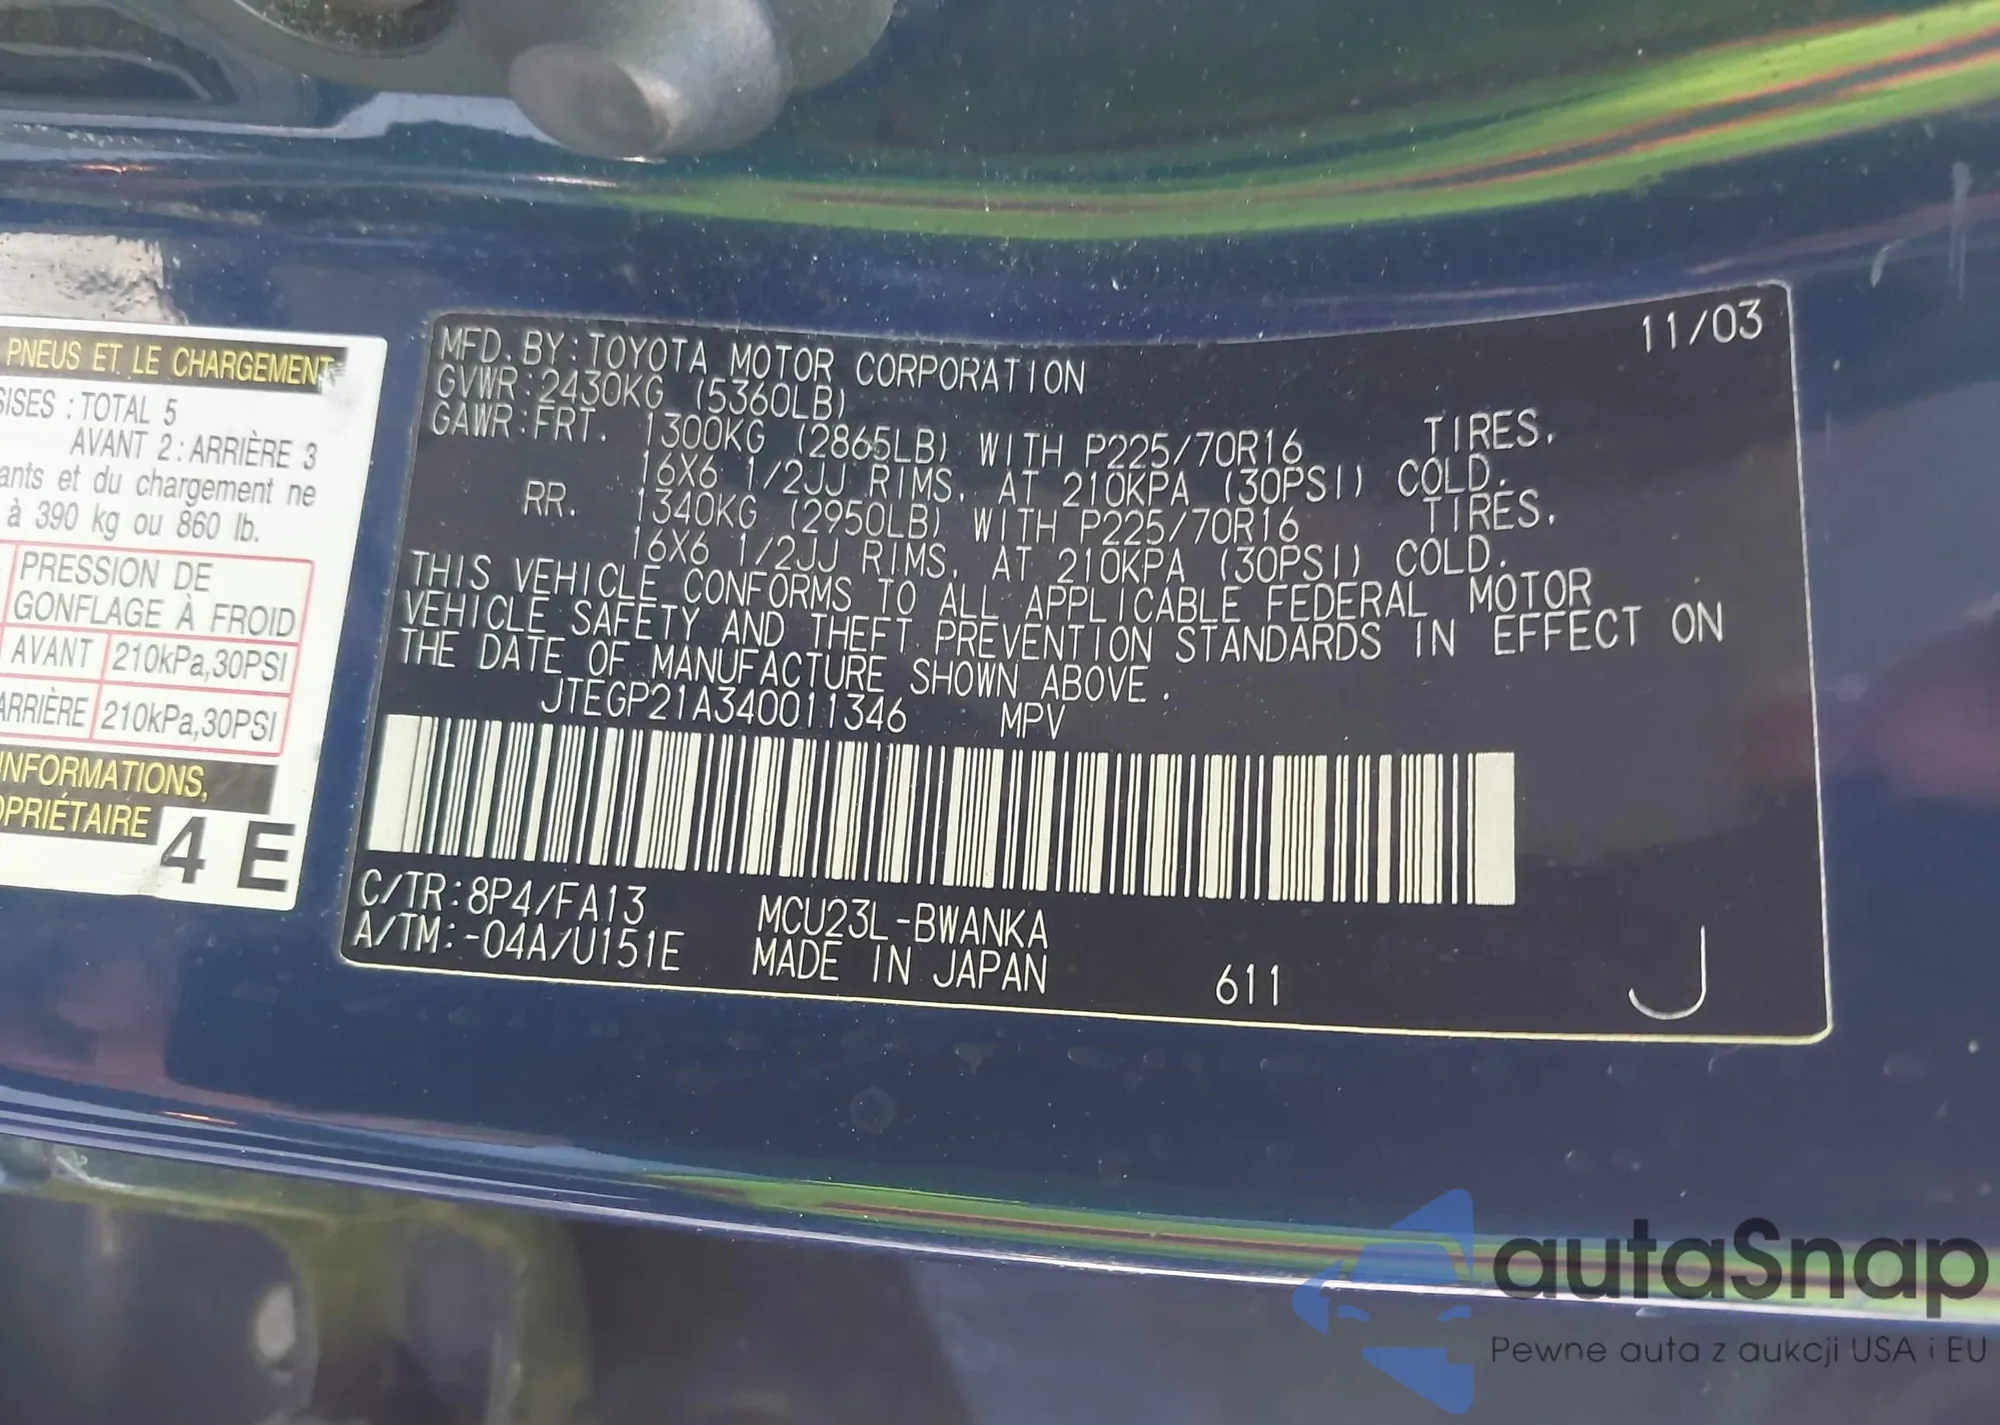 PNEUS ET LE CHARGEMENT
SISES : TOTAL 5
AVANT 2 : ARRIÈRE 3
ants et du chargement ne
à 390 kg ou 860 lb.
PRESSION DE
GONFLAGE À FROID
AVANT 210kPa,30PSI
ARRIÈRE 210kPa,30PSI
INFORMATIONS,
OPRIÉTAIRE
4 E
11/03
MFD. BY: TOYOTA MOTOR CORPORATION
GVWR: 2430KG (5360LB)
GAWR: FRT. 1300KG (2865LB) WITH P225/70R16 TIRES.
16X6 1/2JJ RIMS. AT 210KPA (30PSI) COLD.
RR. 1340KG (2950LB) WITH P225/70R16 TIRES.
16X6 1/2JJ RIMS. AT 210KPA (30PSI) COLD.
THIS VEHICLE CONFORMS TO ALL APPLICABLE FEDERAL MOTOR
VEHICLE SAFETY AND THEFT PREVENTION STANDARDS IN EFFECT ON
THE DATE OF MANUFACTURE SHOWN ABOVE.
JTEGP21A340011346 MPV
C/TR: 8P4/FA13 MCU23L-BWANKA
A/TM: -04A/U151E MADE IN JAPAN 611 J
autaSnap
Pewne auta z aukcji USA i EU